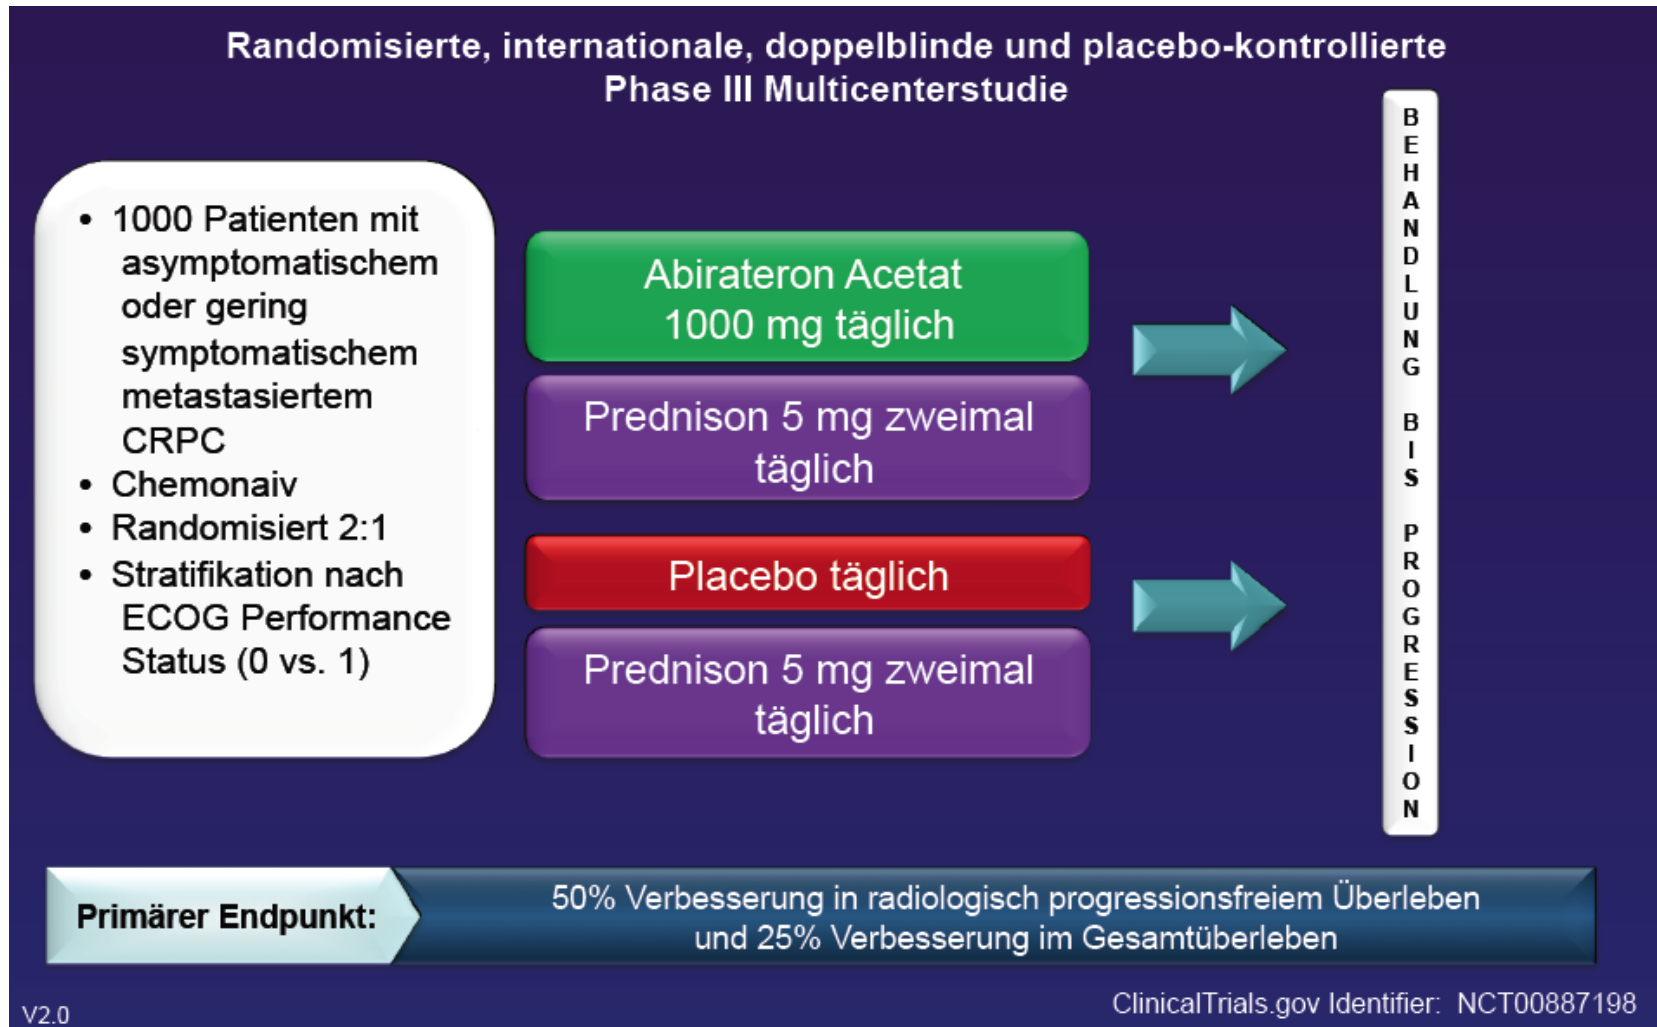 Randomisierte, internationale, doppelblinde und placebo-kontrollierte
Phase III Multicenterstudie
• 1000 Patienten mit
asymptomatischem
oder gering
symptomatischem
metastasiertem
CRPC
• Chemonaiv
• Randomisiert 2:1
• Stratifikation nach
ECOG Performance
Status (0 vs. 1)
Abirateron Acetat
1000 mg täglich
Prednison 5 mg zweimal
täglich
Placebo täglich
Prednison 5 mg zweimal
täglich
BEHANDLUNG BIS PROGRESSION
Primärer Endpunkt:
50% Verbesserung in radiologisch progressionsfreiem Überleben
und 25% Verbesserung im Gesamtüberleben
V2.0
ClinicalTrials.gov Identifier: NCT00887198